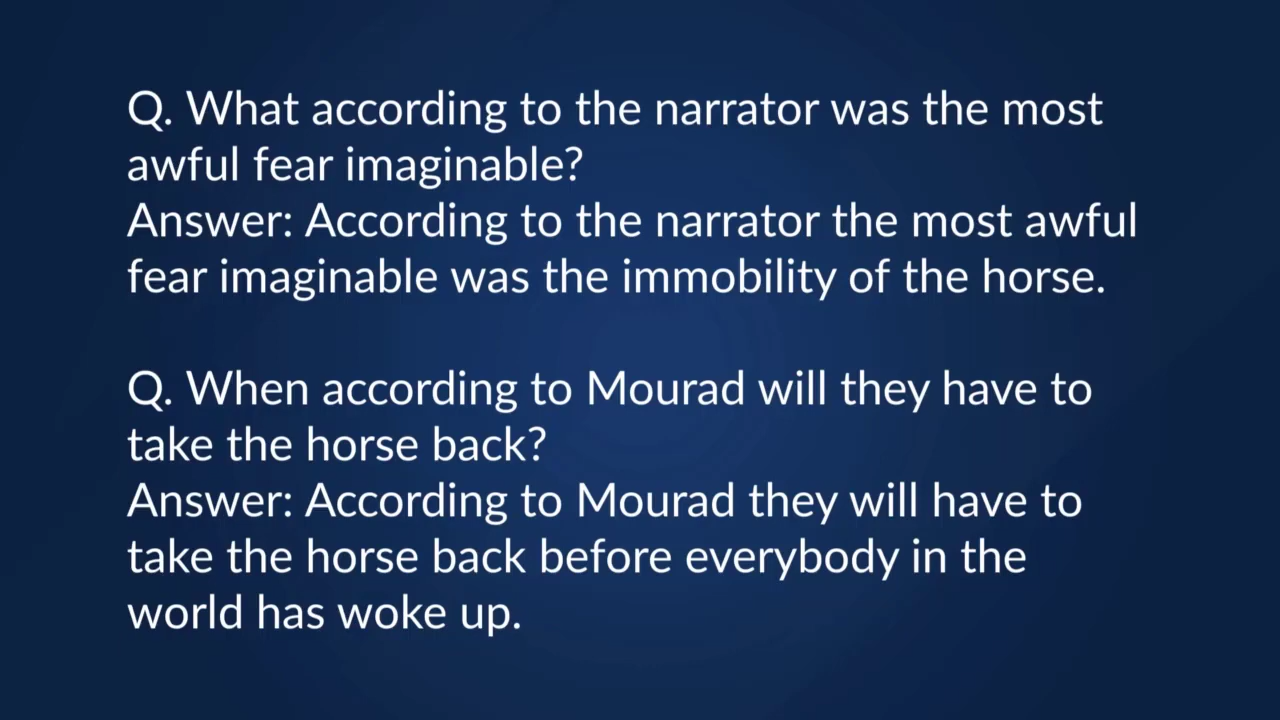 Q. What according to the narrator was the most
awful fear imaginable?
Answer: According to the narrator the most awful
fear imaginable was the immobility of the horse.
Q. When according to Mourad will they have to
take the horse back?
Answer: According to Mourad they will have to
take the horse back before everybody in the
world has woke up.